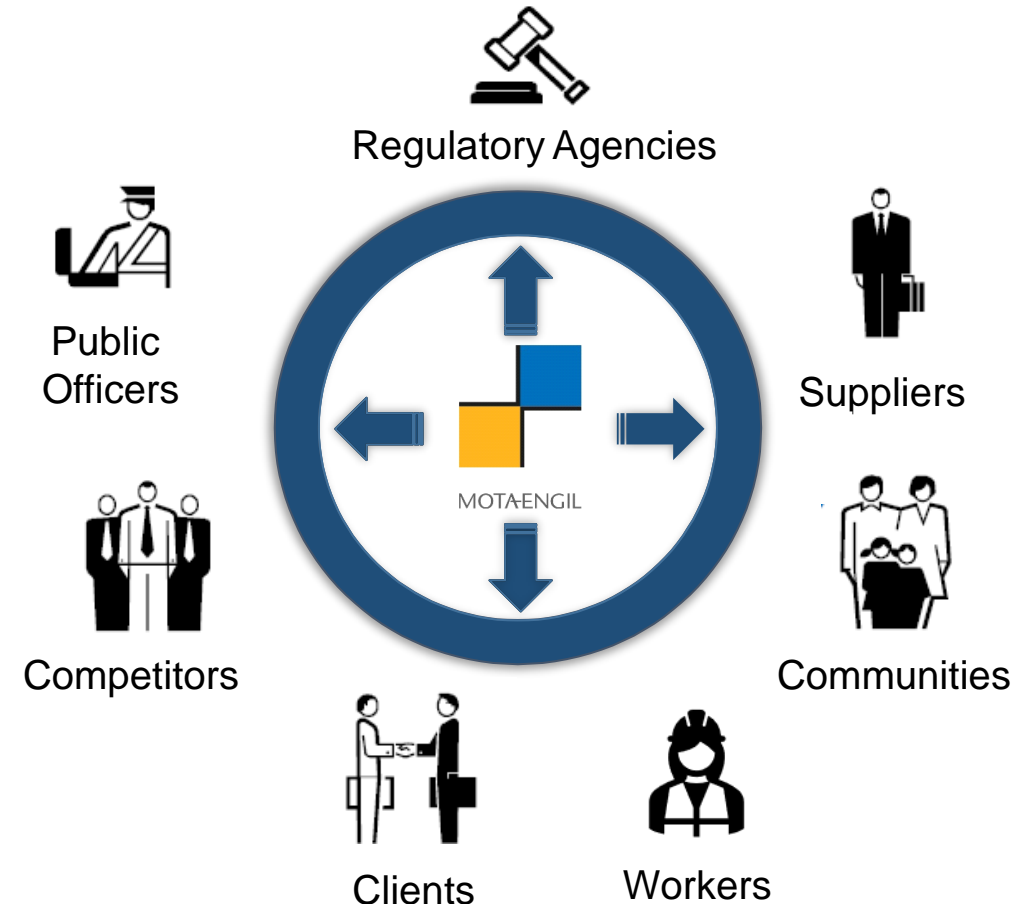 Regulatory Agencies
Public
Officers
Suppliers
MOTA-ENGIL
Competitors
Communities
Clients
Workers